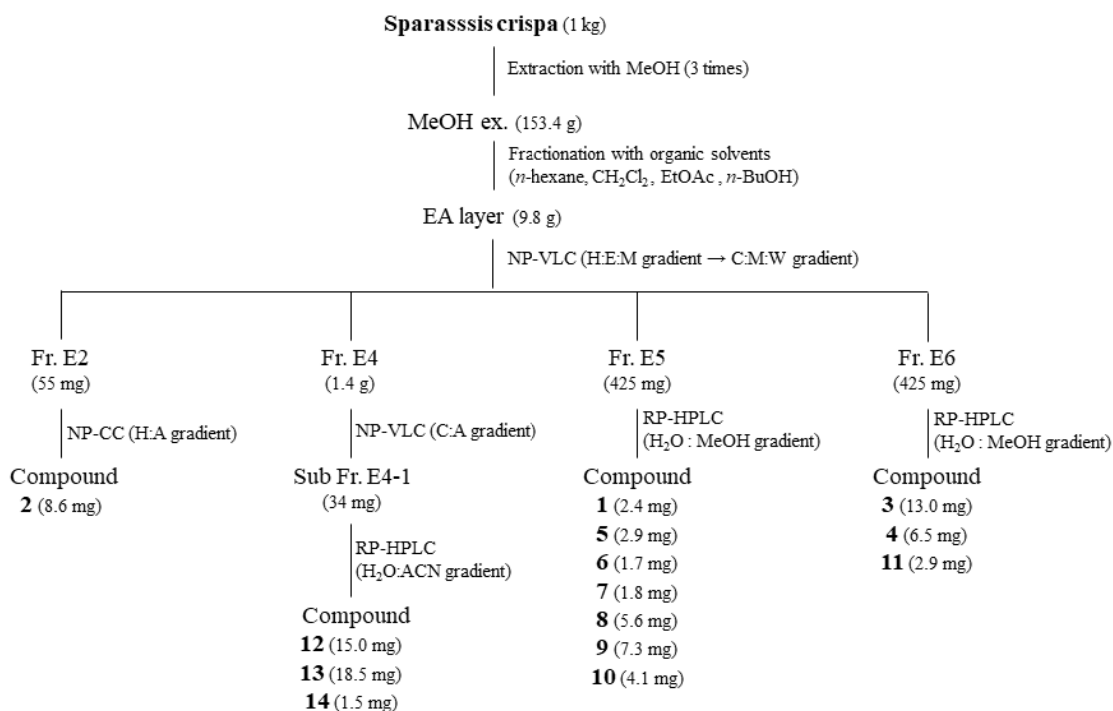 Sparasssis crispa (1 kg)
Extraction with MeOH (3 times)
MeOH ex. (153.4 g)
Fractionation with organic solvents
(n-hexane, CH₂Cl₂, EtOAc , n-BuOH)
EA layer (9.8 g)
NP-VLC (H:E:M gradient → C:M:W gradient)
Fr. E2
(55 mg)
NP-CC (H:A gradient)
Compound
2 (8.6 mg)
Fr. E4
(1.4 g)
NP-VLC (C:A gradient)
Sub Fr. E4-1
(34 mg)
RP-HPLC
(H₂O:ACN gradient)
Compound
12 (15.0 mg)
13 (18.5 mg)
14 (1.5 mg)
Fr. E5
(425 mg)
RP-HPLC
(H₂O : MeOH gradient)
Compound
1 (2.4 mg)
5 (2.9 mg)
6 (1.7 mg)
7 (1.8 mg)
8 (5.6 mg)
9 (7.3 mg)
10 (4.1 mg)
Fr. E6
(425 mg)
RP-HPLC
(H₂O : MeOH gradient)
Compound
3 (13.0 mg)
4 (6.5 mg)
11 (2.9 mg)